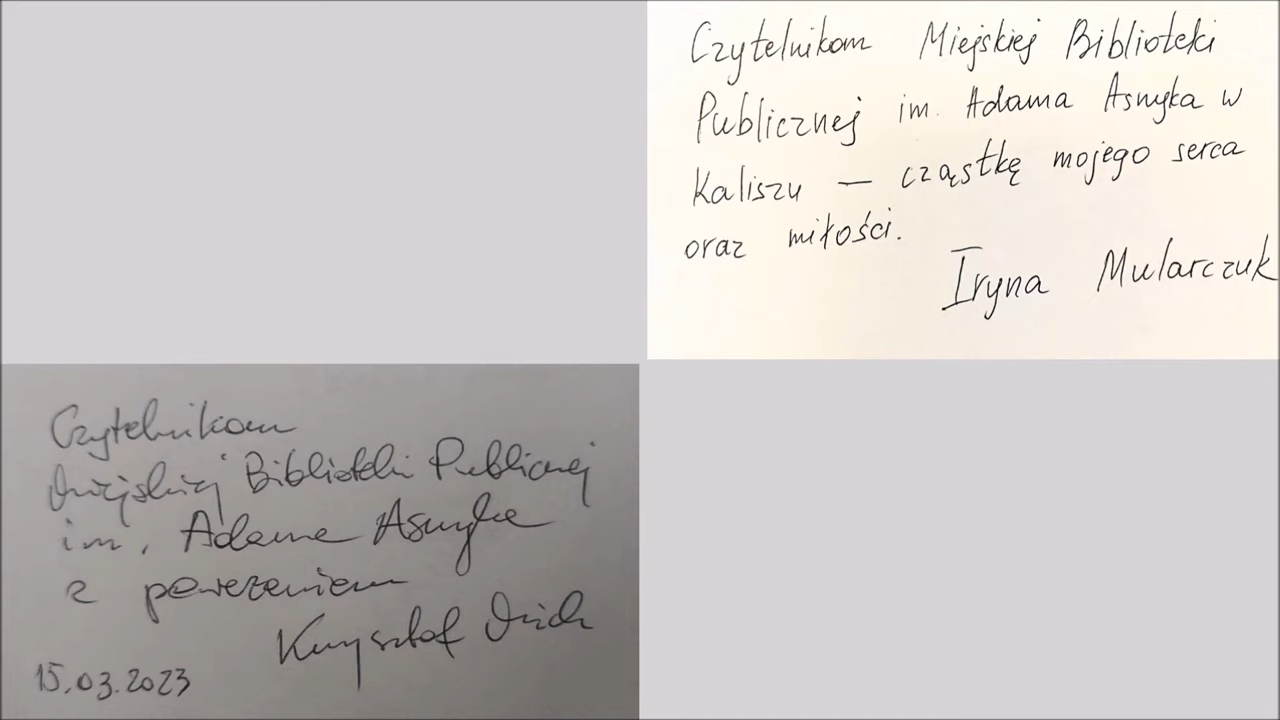 Czytelnikom Miejskiej Biblioteki
Publicznej im. Adama Asnyka w
Kaliszu — cząstkę mojego serca
oraz miłości.
Iryna Mularczuk
Czytelnikom
Miejskiej Biblioteki Publicznej
im. Adama Asnyka
z poważaniem
Krzysztof
15.03.2023